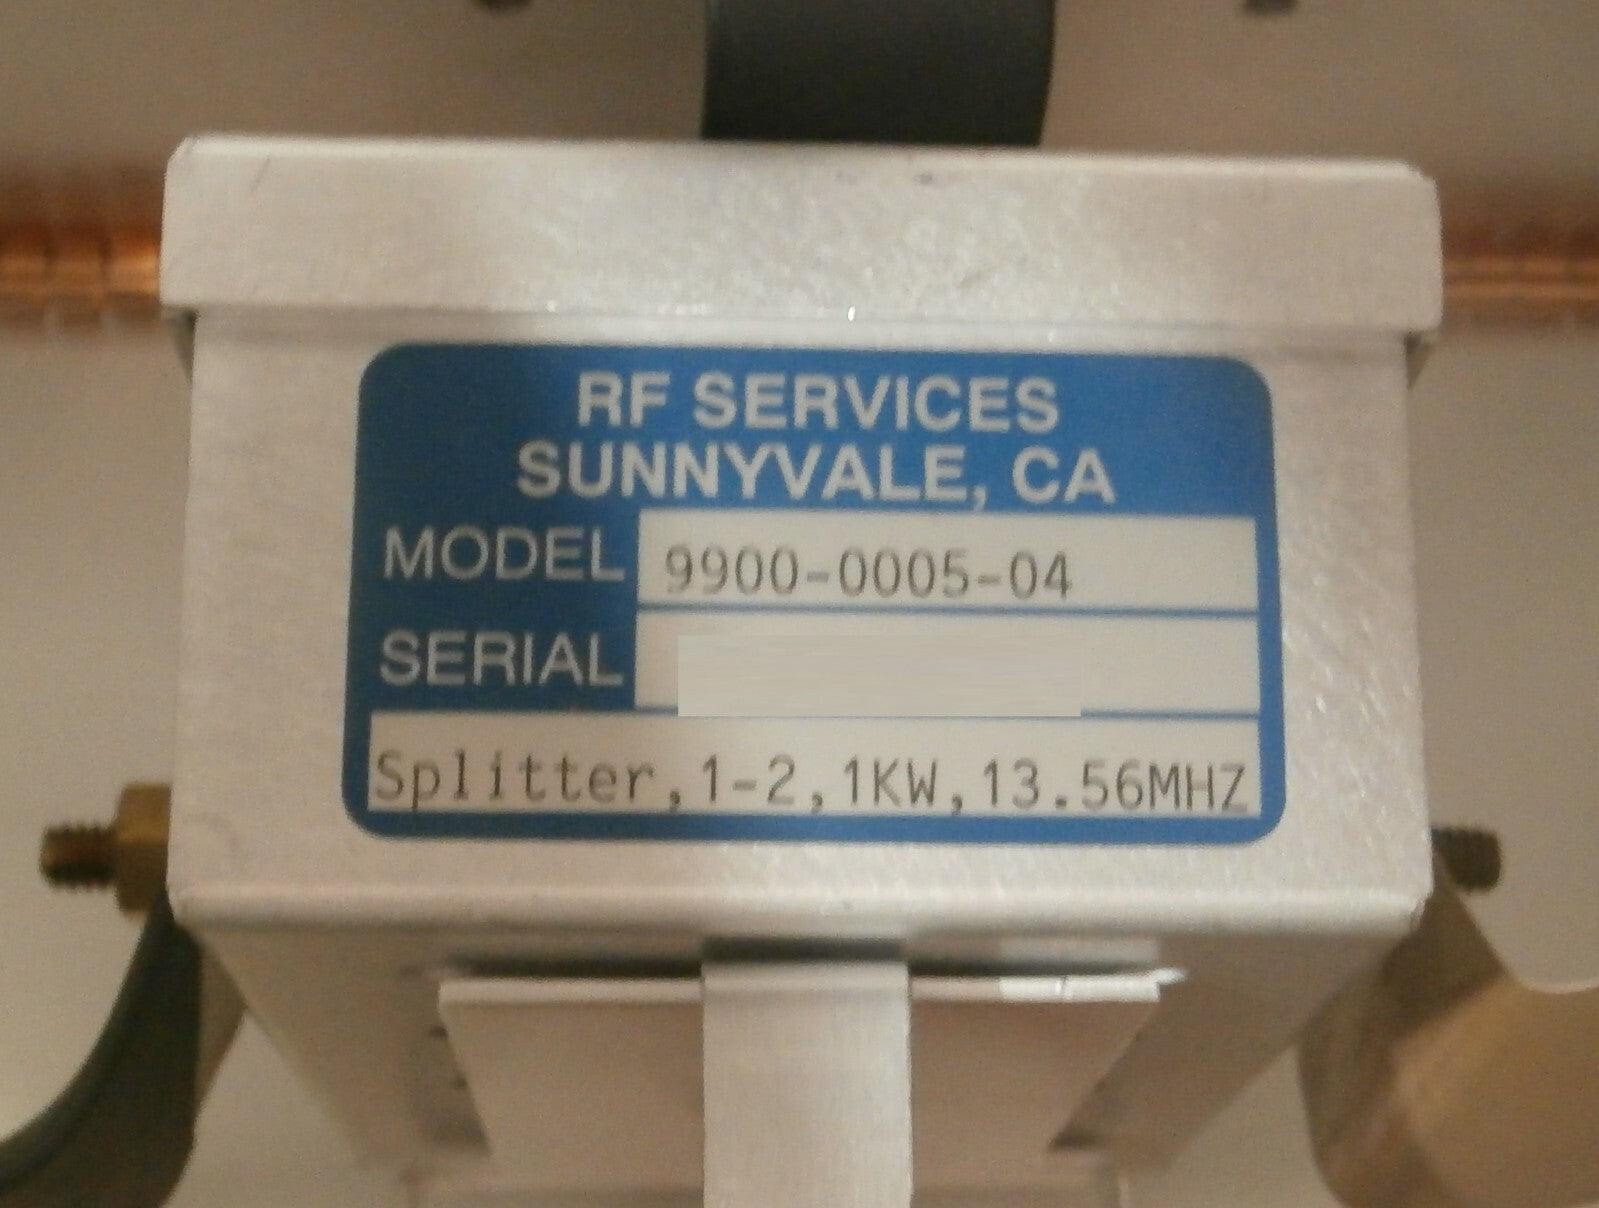 RF SERVICES
SUNNYVALE, CA
MODEL 9900-0005-04
SERIAL
Splitter,1-2,1KW,13.56MHZ